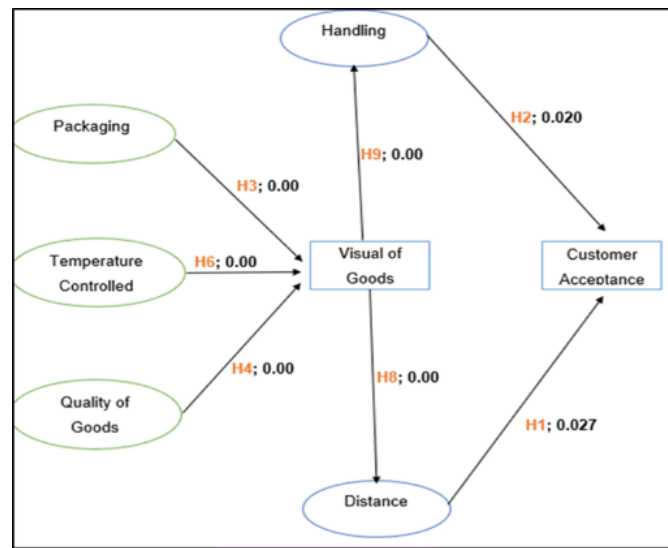 Handling
Packaging
H2; 0.020
H9; 0.00
H3; 0.00
Temperature
Controlled
H6; 0.00
Visual of
Goods
Customer
Acceptance
H4; 0.00
H8; 0.00
Quality of
Goods
H1; 0.027
Distance